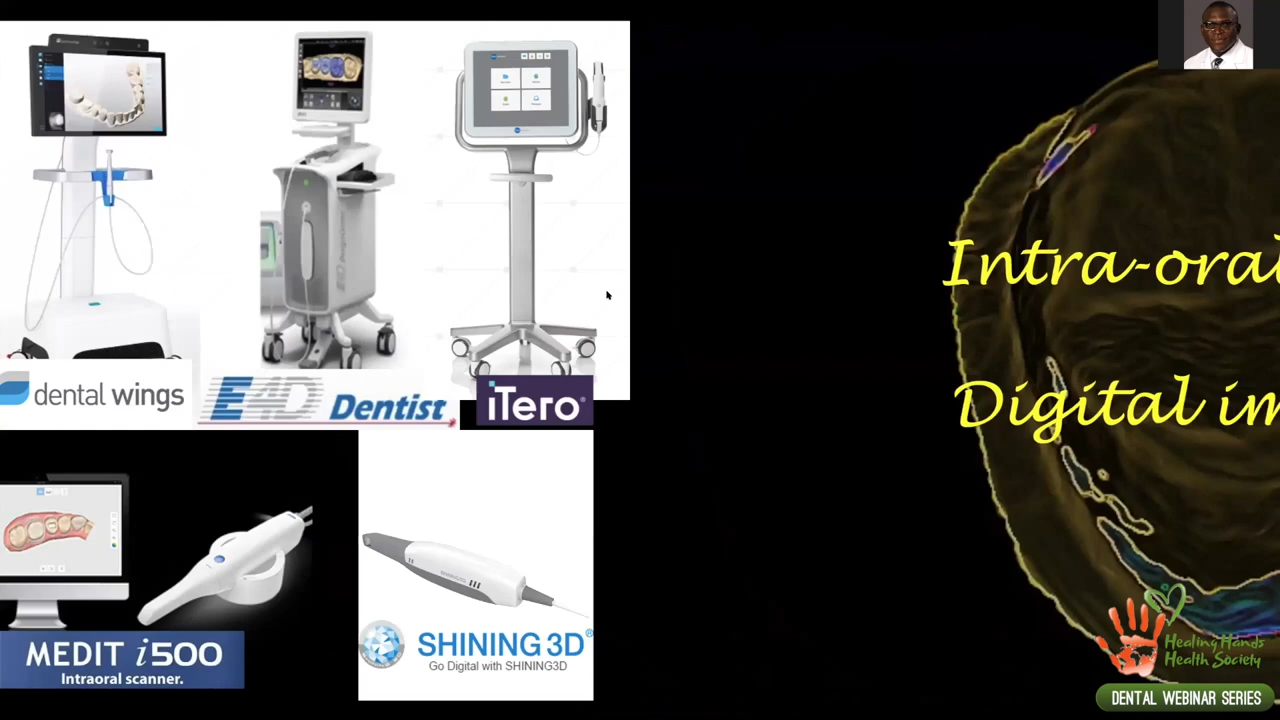 dental wings
E4D Dentist
iTero
Intra-oral
Digital im
MEDIT i500
Intraoral scanner.
SHINING3D
SHINING 3D®
Go Digital with SHINING3D
Healing Hands
Health Society
DENTAL WEBINAR SERIES